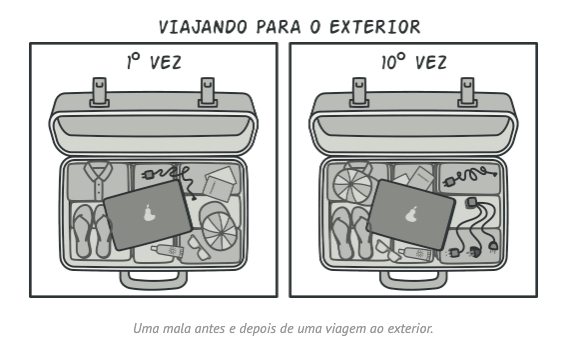 VIAJANDO PARA O EXTERIOR
1º VEZ
10º VEZ
Uma mala antes e depois de uma viagem ao exterior.